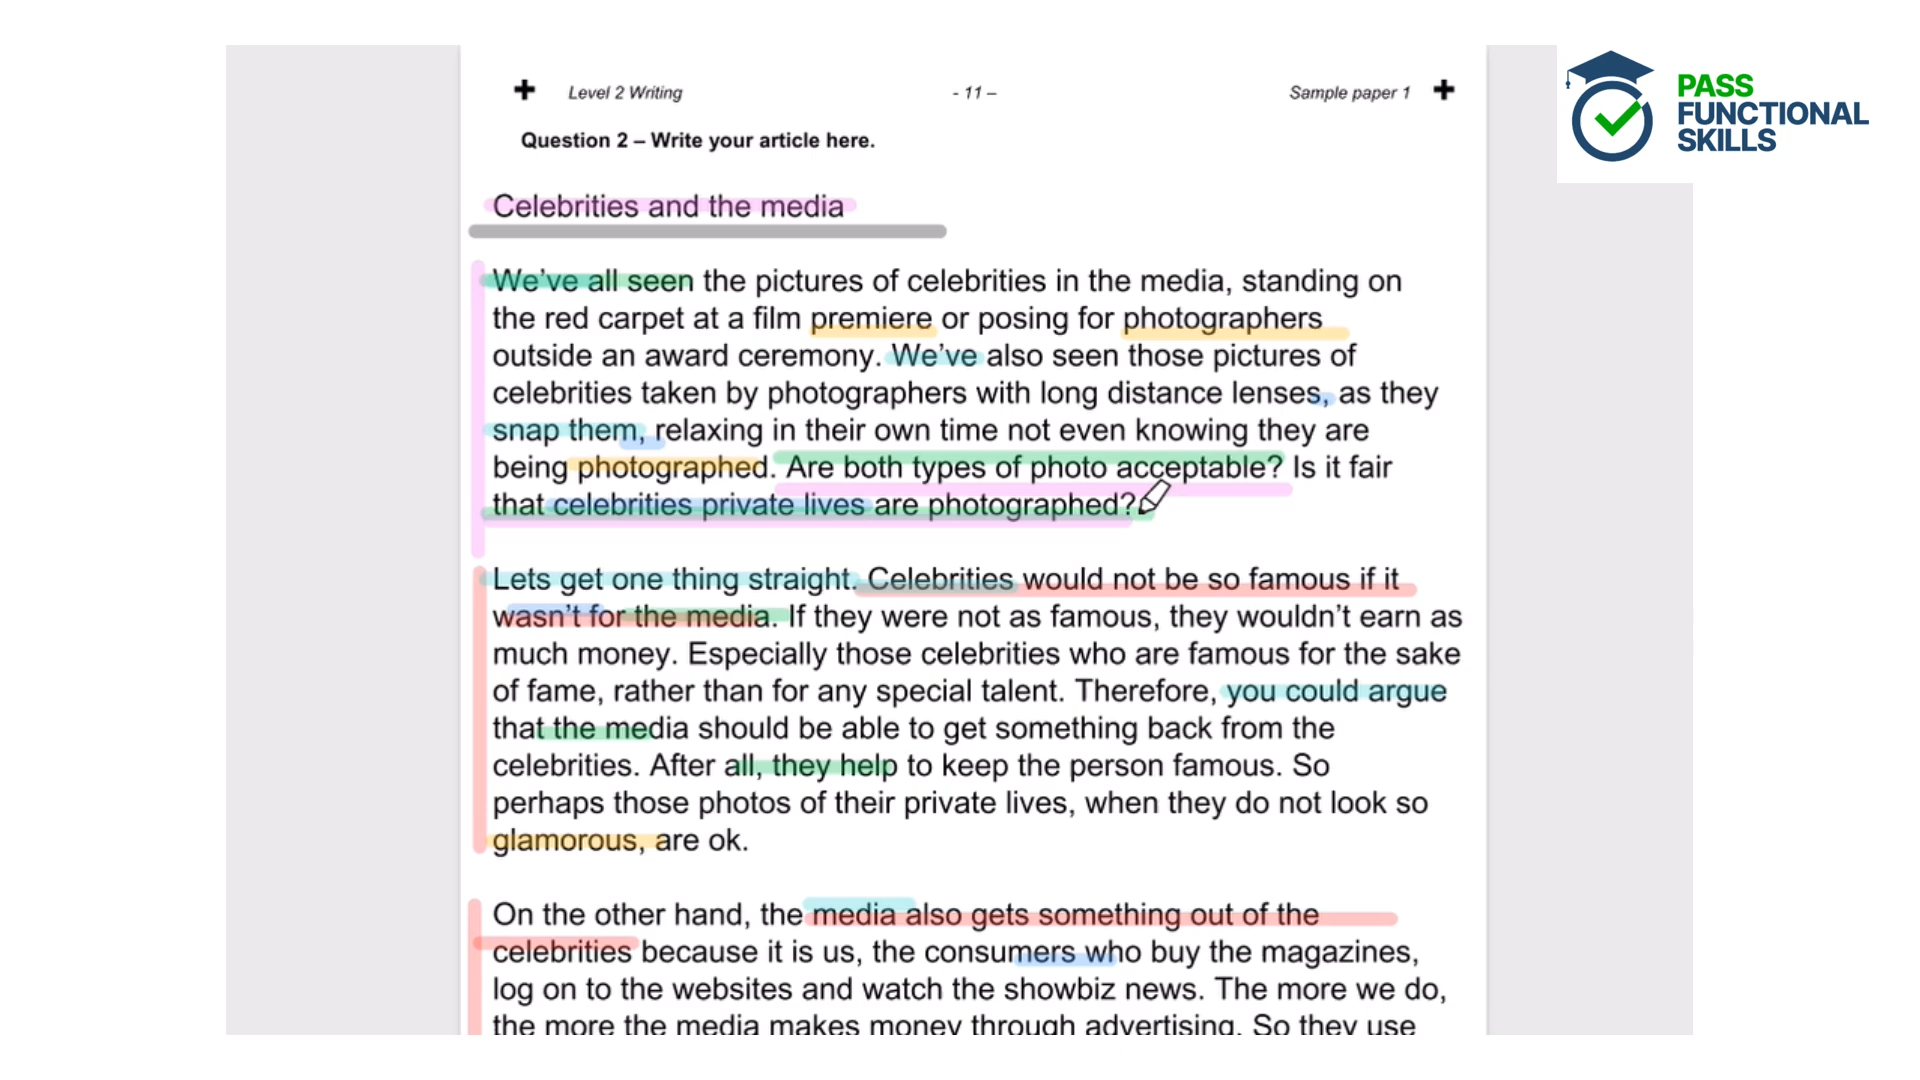 Level 2 Writing - 11 – Sample paper 1
PASS
FUNCTIONAL
SKILLS
Question 2 – Write your article here.
Celebrities and the media
We've all seen the pictures of celebrities in the media, standing on
the red carpet at a film premiere or posing for photographers
outside an award ceremony. We've also seen those pictures of
celebrities taken by photographers with long distance lenses, as they
snap them, relaxing in their own time not even knowing they are
being photographed. Are both types of photo acceptable? Is it fair
that celebrities private lives are photographed?
Lets get one thing straight. Celebrities would not be so famous if it
wasn't for the media. If they were not as famous, they wouldn't earn as
much money. Especially those celebrities who are famous for the sake
of fame, rather than for any special talent. Therefore, you could argue
that the media should be able to get something back from the
celebrities. After all, they help to keep the person famous. So
perhaps those photos of their private lives, when they do not look so
glamorous, are ok.
On the other hand, the media also gets something out of the
celebrities because it is us, the consumers who buy the magazines,
log on to the websites and watch the showbiz news. The more we do,
the more the media makes money through advertising. So they use